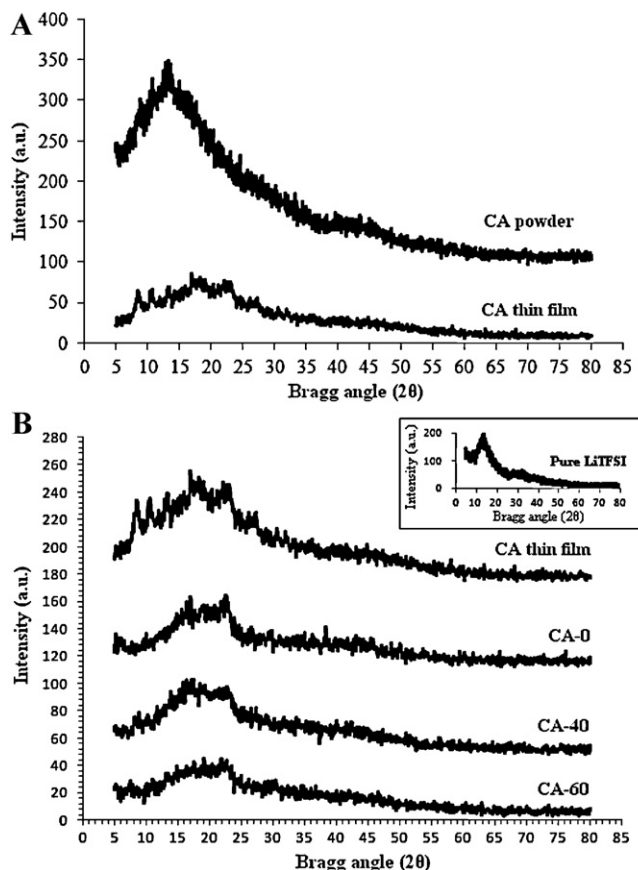 A
400
350
300
250
200
150
100
50
0
Intensity (a.u.)
CA powder
CA thin film
5 10 15 20 25 30 35 40 45 50 55 60 65 70 75 80 85
Bragg angle (2θ)
B
280
260
240
220
200
180
160
140
120
100
80
60
40
20
0
Intensity (a.u.)
200
100
0
Intensity (a.u.)
Pure LiTFSI
0 10 20 30 40 50 60 70 80
Bragg angle (2θ)
CA thin film
CA-0
CA-40
CA-60
0 5 10 15 20 25 30 35 40 45 50 55 60 65 70 75 80 85
Bragg angle (2θ)